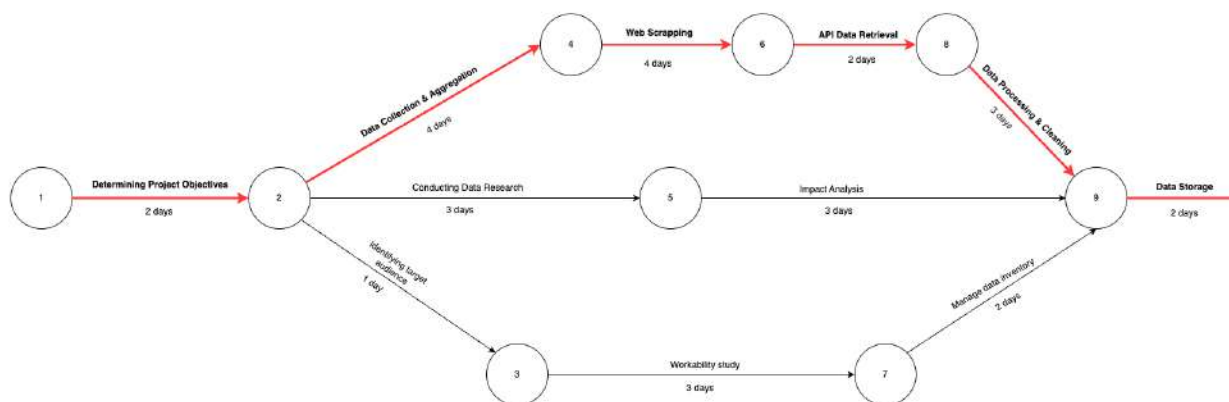 4
Web Scrapping
4 days
6
API Data Retrieval
2 days
8
Data Collection & Aggregation
4 days
Data Processing & Cleaning
3 days
1
Determining Project Objectives
2 days
2
Conducting Data Research
3 days
5
Impact Analysis
3 days
9
Data Storage
2 days
Identifying target
audience
1 day
Manage data inventory
2 days
3
Workability study
3 days
7